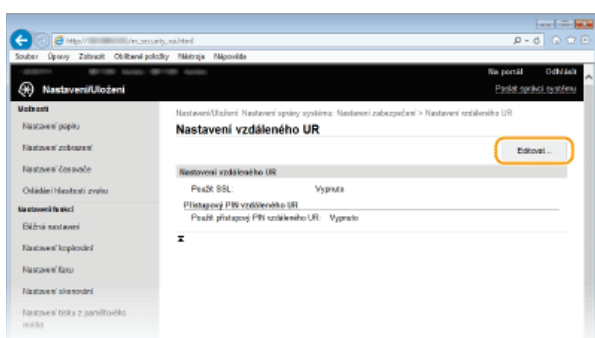 Soubor Úpravy Zobrazit Oblíbené položky Nástroje Nápověda
Na portál Odhlásit
Nastavení/Uložení
Poslat správci systému
Možnosti
Nastavení/Uložení: Nastavení správy systému: Nastavení zabezpečení > Nastavení vzdáleného UR
Nastavení papíru
Nastavení vzdáleného UR
Nastavení zobrazení
Editovat...
Nastavení časovače
Nastavení vzdáleného UR
Ovládání hlasitosti zvuku
Použít SSL: Vypnuto
Přístupový PIN vzdáleného UR
Nastavení funkcí
Použít přístupový PIN vzdáleného UR: Vypnuto
Běžná nastavení
Nastavení kopírování
Nastavení faxu
Nastavení skenování
Nastavení tisku z paměťového
média